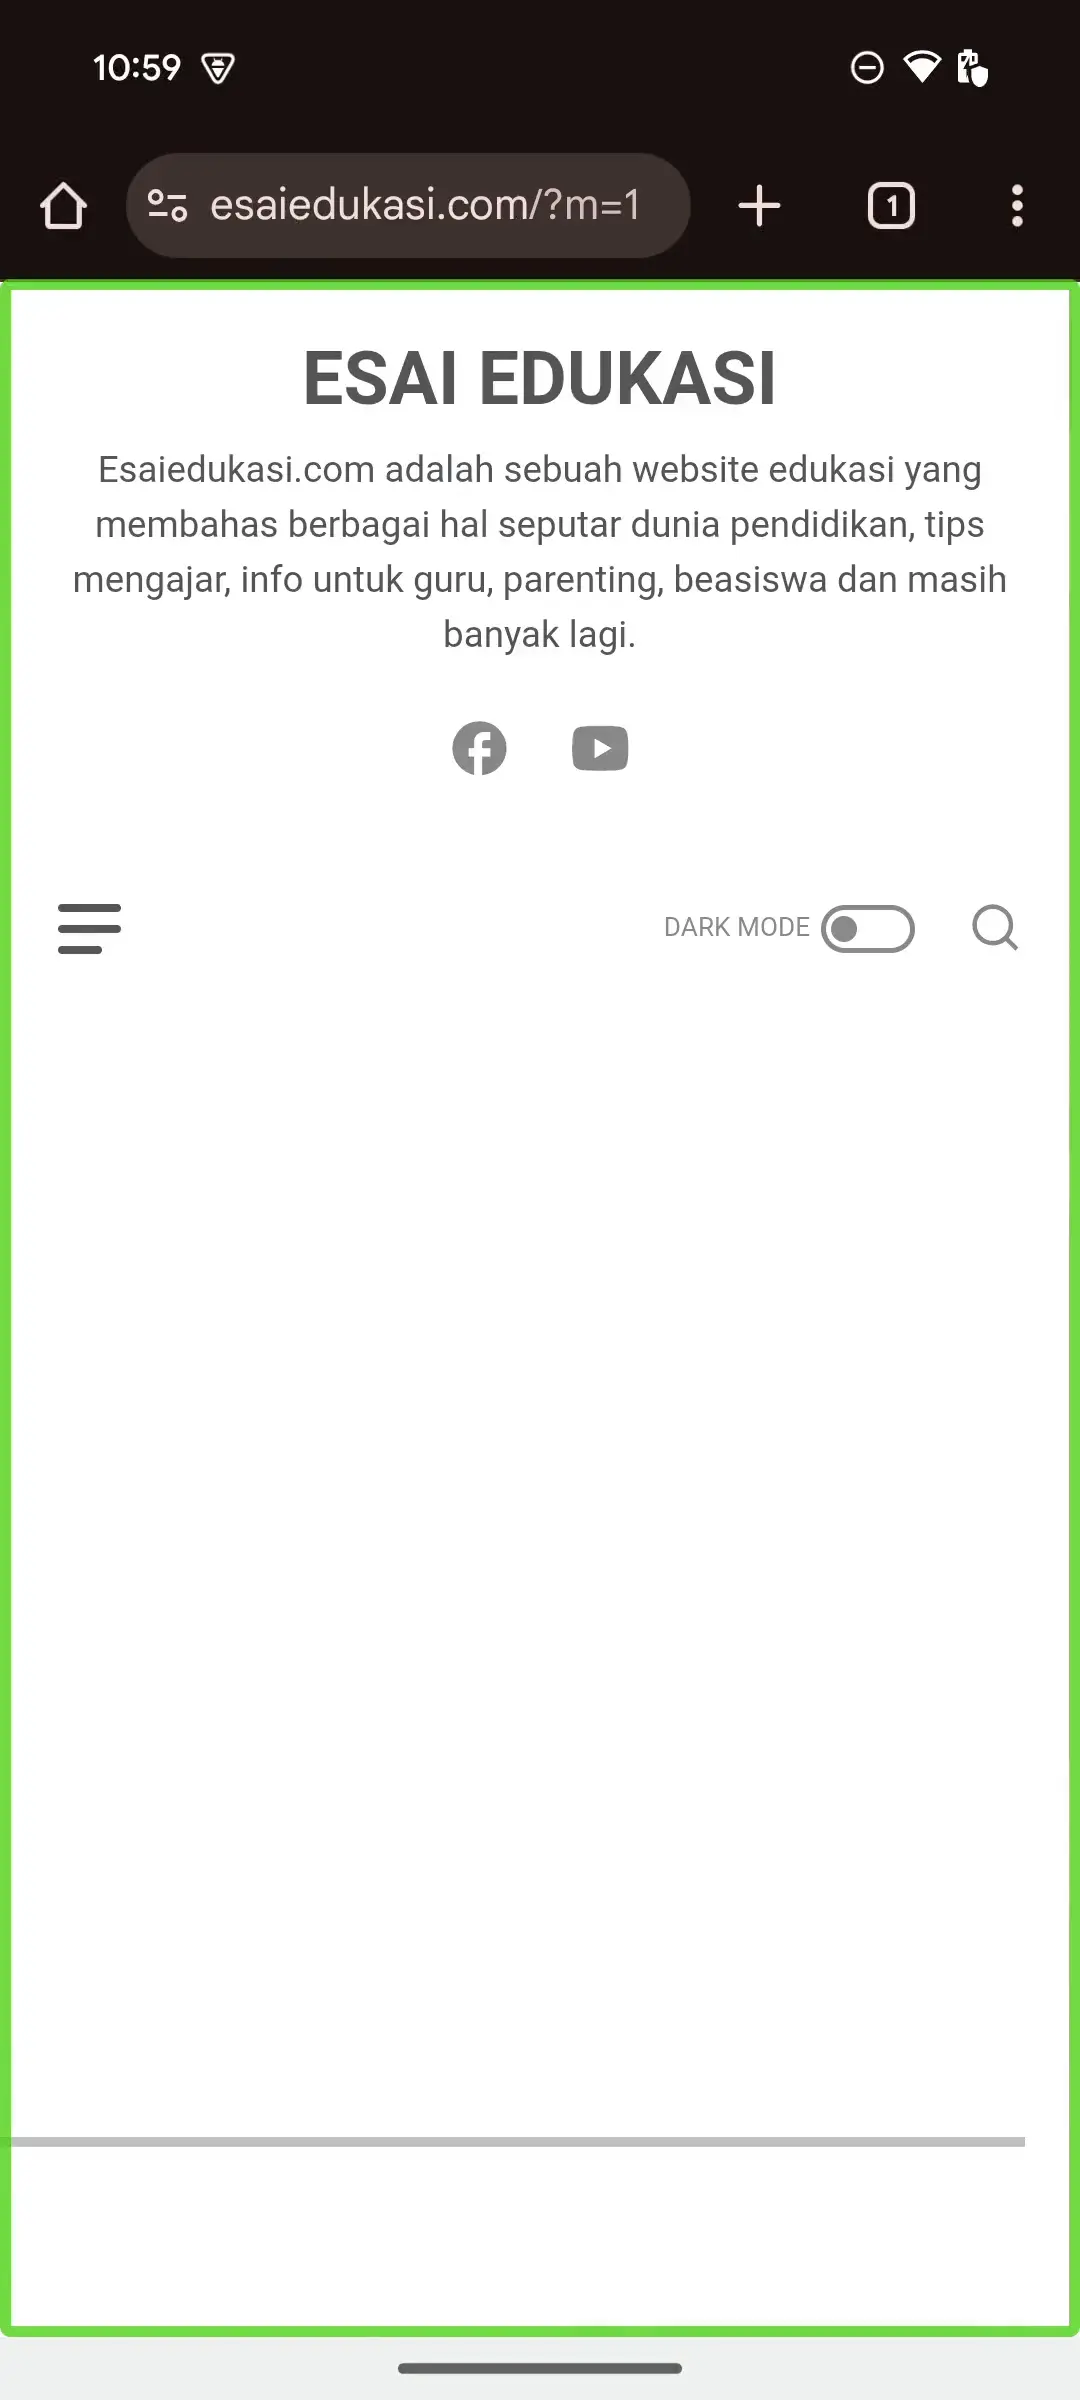 10:59
esaiedukasi.com/?m=1
1
ESAI EDUKASI
Esaiedukasi.com adalah sebuah website edukasi yang
membahas berbagai hal seputar dunia pendidikan, tips
mengajar, info untuk guru, parenting, beasiswa dan masih
banyak lagi.
DARK MODE